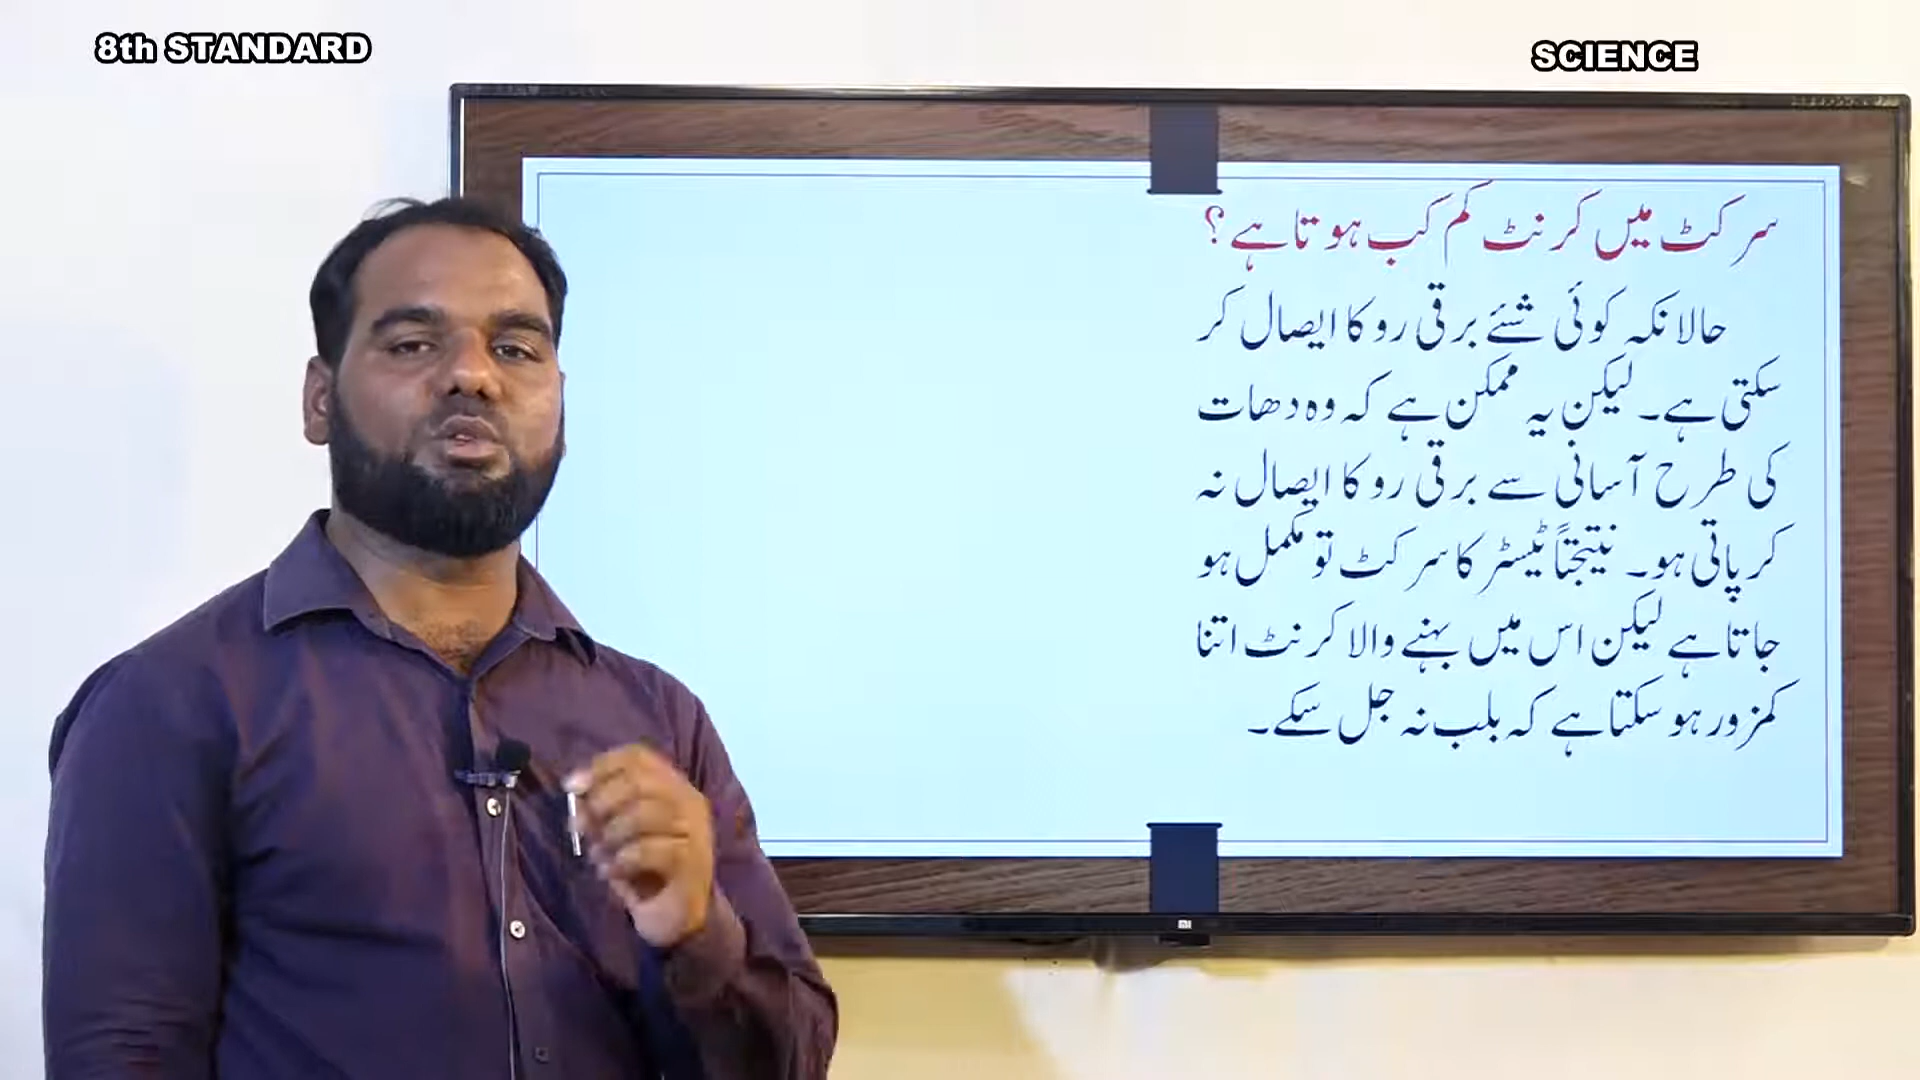 8th STANDARD
SCIENCE
سرکٹ میں کرنٹ کم کب ہوتا ہے؟
حالانکہ کوئی شئے برقی رو کا ایصال کر
سکتی ہے۔ لیکن یہ ممکن ہے کہ وہ دھات
کی طرح آسانی سے برقی رو کا ایصال نہ
کر پاتی ہو۔ نتیجتاً ٹیسٹر کا سرکٹ تو مکمل ہو
جاتا ہے لیکن اس میں بہنے والا کرنٹ اتنا
کمزور ہو سکتا ہے کہ بلب نہ جل سکے۔
mi